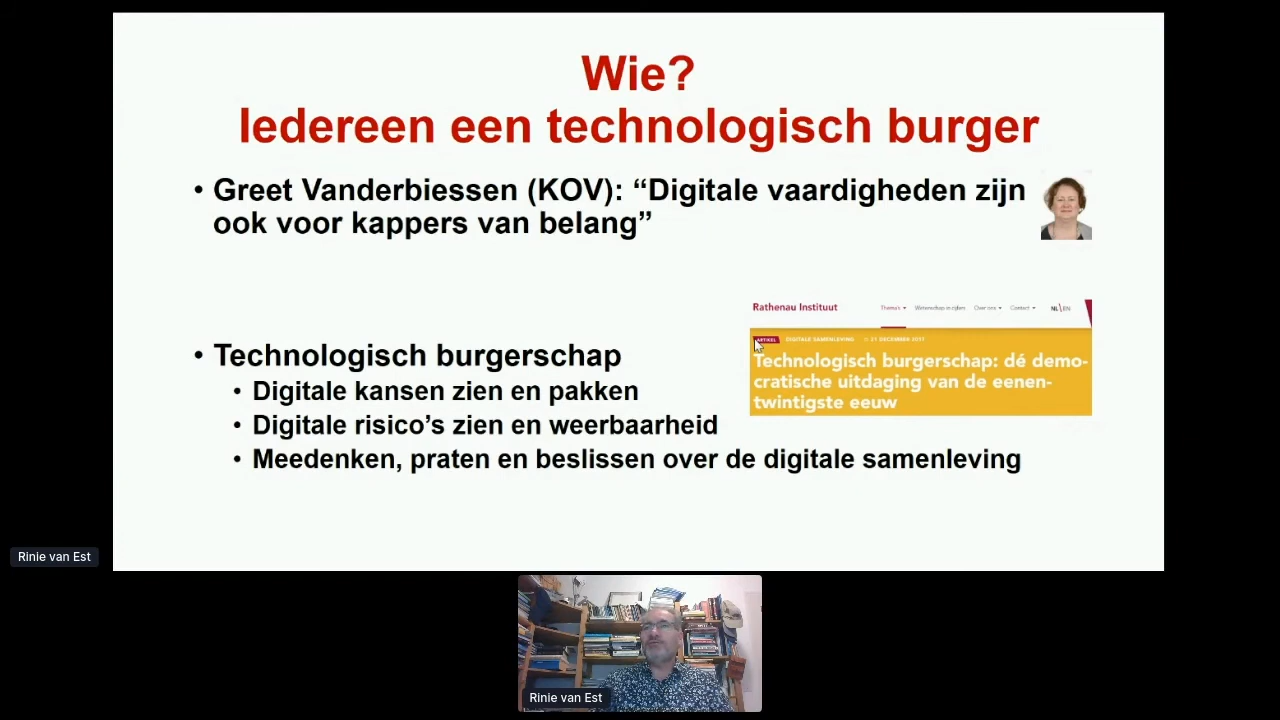 Wie?
Iedereen een technologisch burger
• Greet Vanderbiessen (KOV): “Digitale vaardigheden zijn
ook voor kappers van belang”
Rathenau Instituut
Thema's
Wetenschap in cijfers
Over ons
Contact
NL\EN
ARTIKEL
DIGITALE SAMENLEVING
21 DECEMBER 2017
Technologisch burgerschap: dé demo-
cratische uitdaging van de eenen-
twintigste eeuw
• Technologisch burgerschap
• Digitale kansen zien en pakken
• Digitale risico’s zien en weerbaarheid
• Meedenken, praten en beslissen over de digitale samenleving
Rinie van Est
Rinie van Est